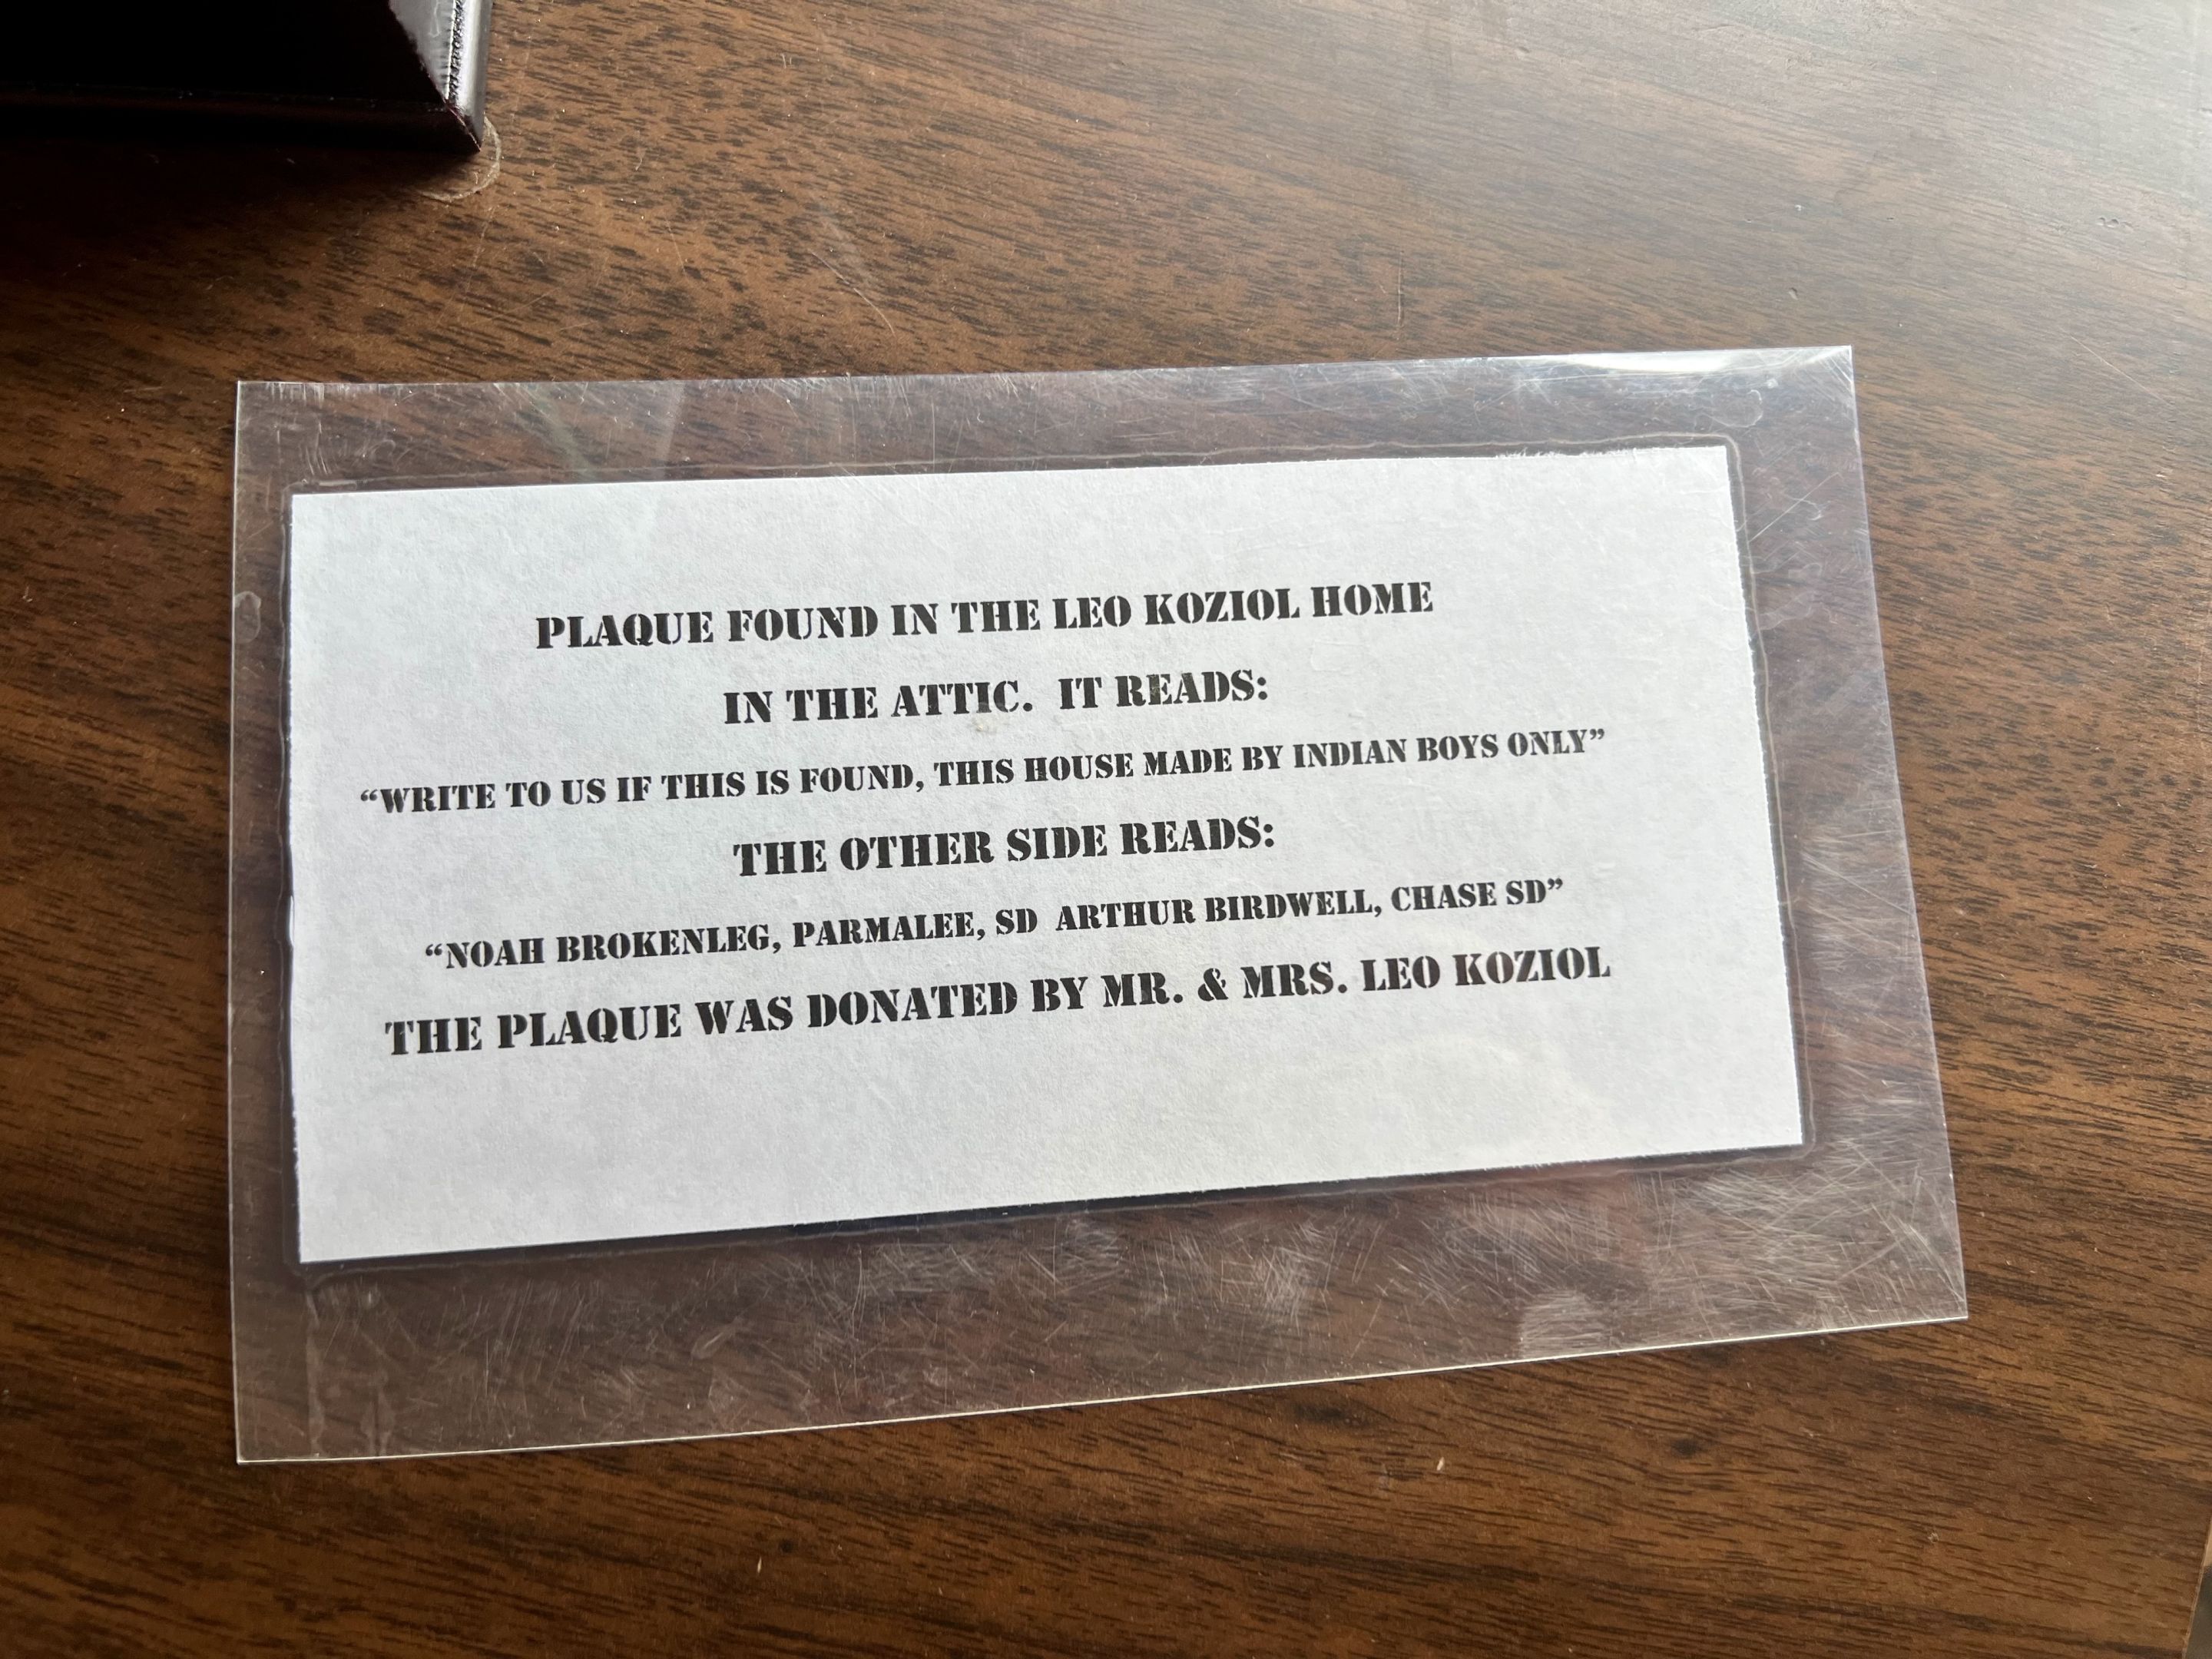 PLAQUE FOUND IN THE LEO KOZIOL HOME
IN THE ATTIC. IT READS:
“WRITE TO US IF THIS IS FOUND, THIS HOUSE MADE BY INDIAN BOYS ONLY”
THE OTHER SIDE READS:
“NOAH BROKENLEG, PARMALEE, SD ARTHUR BIRDWELL, CHASE SD”
THE PLAQUE WAS DONATED BY MR. & MRS. LEO KOZIOL